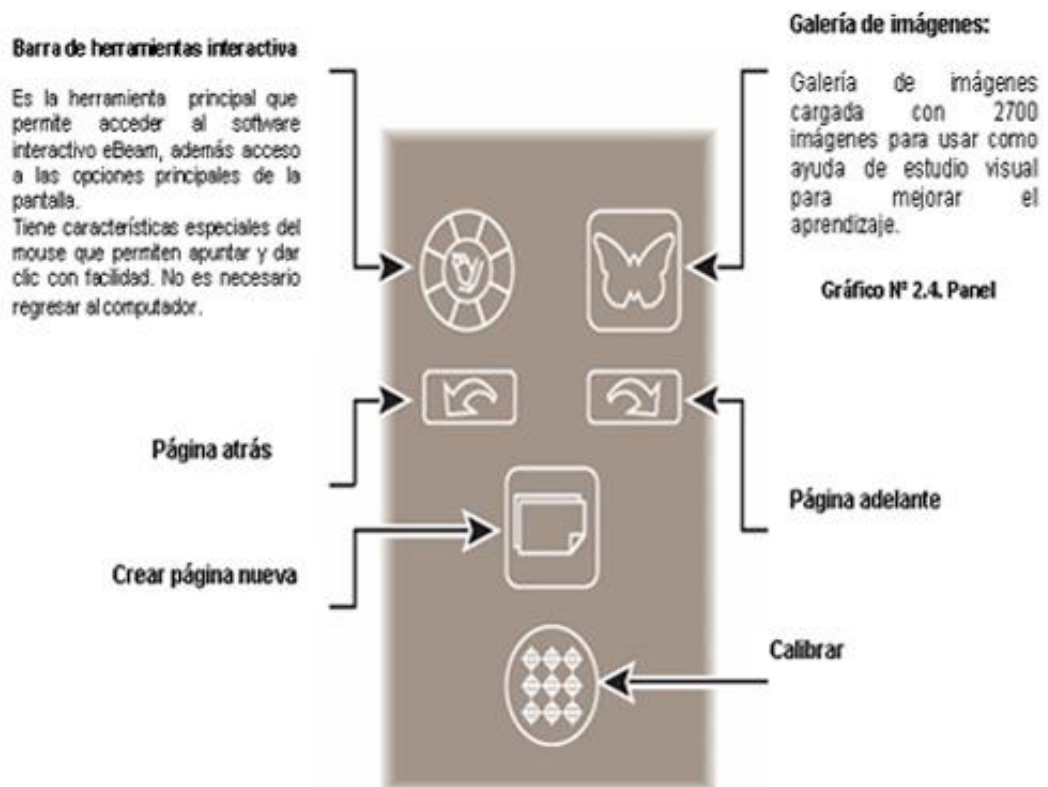 Barra de herramientas interactiva
Es la herramienta principal que
permite acceder al software
interactivo eBeam, además acceso
a las opciones principales de la
pantalla.
Tiene características especiales del
mouse que permiten apuntar y dar
clic con facilidad. No es necesario
regresar al computador.
Página atrás
Crear página nueva
Galería de imágenes:
Galería de imágenes
cargada con 2700
imágenes para usar como
ayuda de estudio visual
para mejorar el
aprendizaje.
Gráfico Nº 2.4. Panel
Página adelante
Calibrar